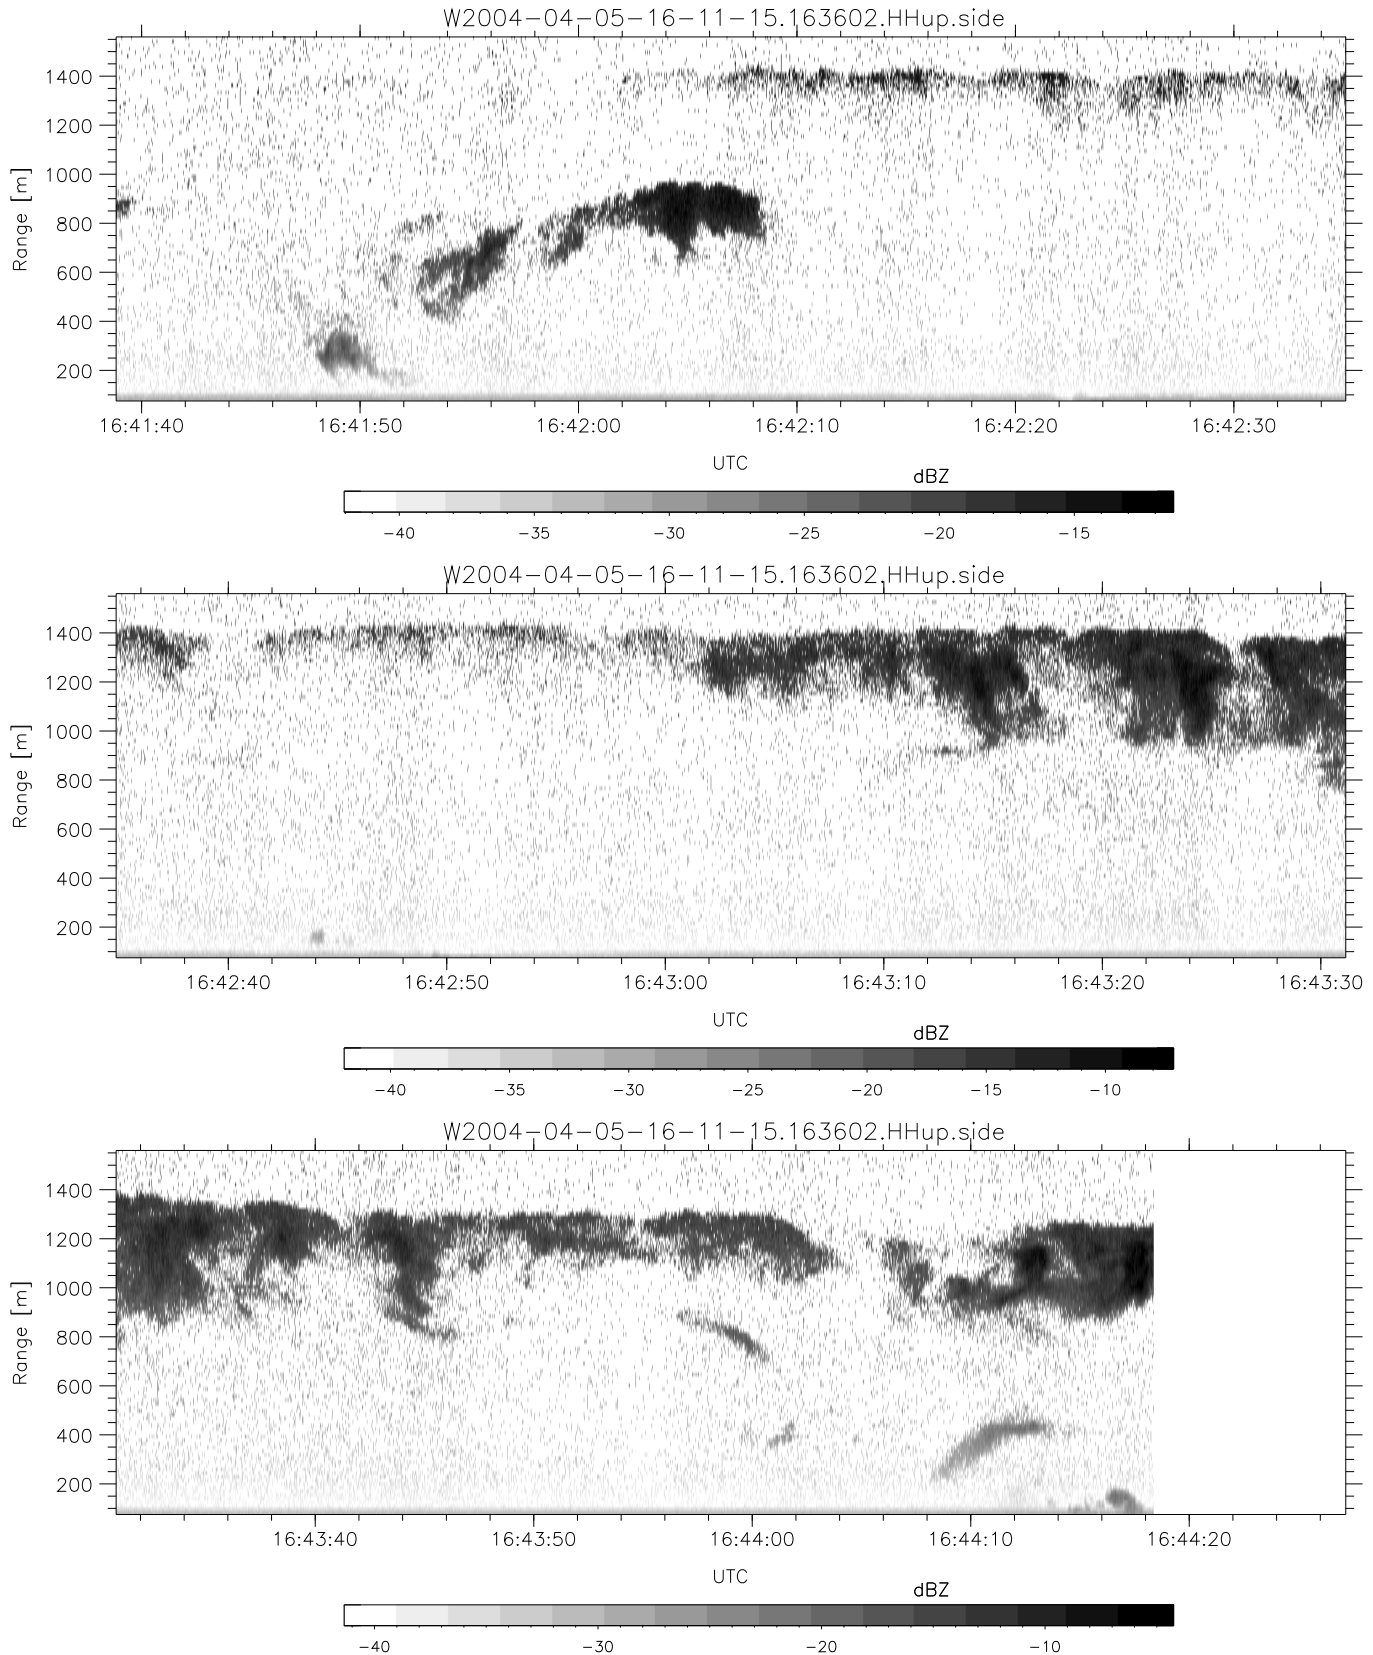 W2004-04-05-16-11-15.163602.HHup.side
1400
1200
1000
800
600
400
200
Range [m]
16:41:40 16:41:50 16:42:00 16:42:10 16:42:20 16:42:30
UTC
dBZ
-40 -35 -30 -25 -20 -15
W2004-04-05-16-11-15.163602.HHup.side
1400
1200
1000
800
600
400
200
Range [m]
16:42:40 16:42:50 16:43:00 16:43:10 16:43:20 16:43:30
UTC
dBZ
-40 -35 -30 -25 -20 -15 -10
W2004-04-05-16-11-15.163602.HHup.side
1400
1200
1000
800
600
400
200
Range [m]
16:43:40 16:43:50 16:44:00 16:44:10 16:44:20
UTC
dBZ
-40 -30 -20 -10